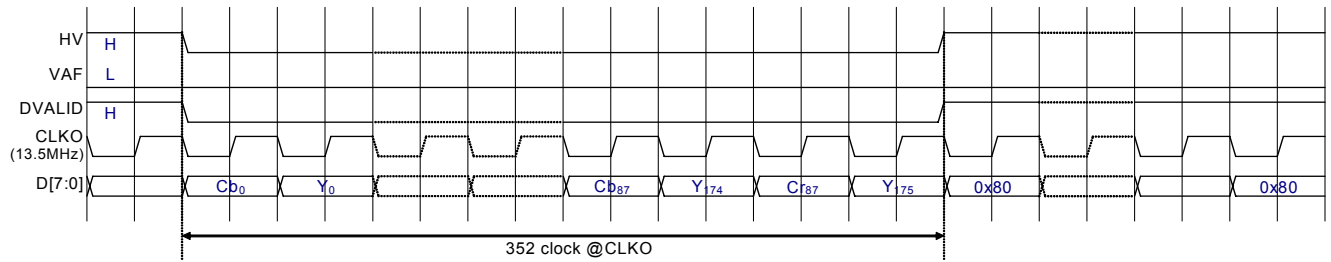 HV H
VAF L
DVALID H
CLKO
(13.5MHz)
D[7:0] Cb₀ Y₀ Cb₈₇ Y₁₇₄ Cr₈₇ Y₁₇₅ 0x80 0x80
352 clock @CLKO